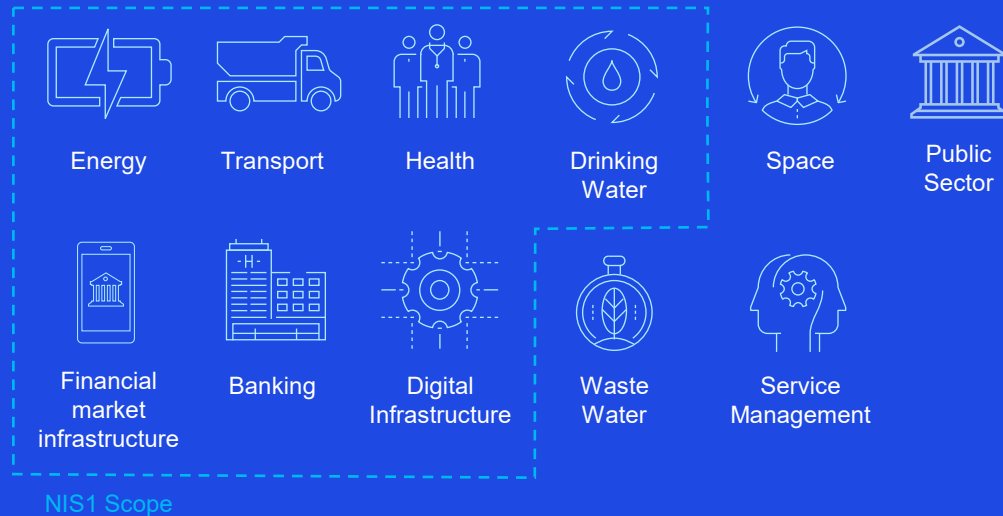 Energy
Transport
Health
Drinking
Water
Space
Public
Sector
-H-
Financial
market
infrastructure
Banking
Digital
Infrastructure
Waste
Water
Service
Management
NIS1 Scope